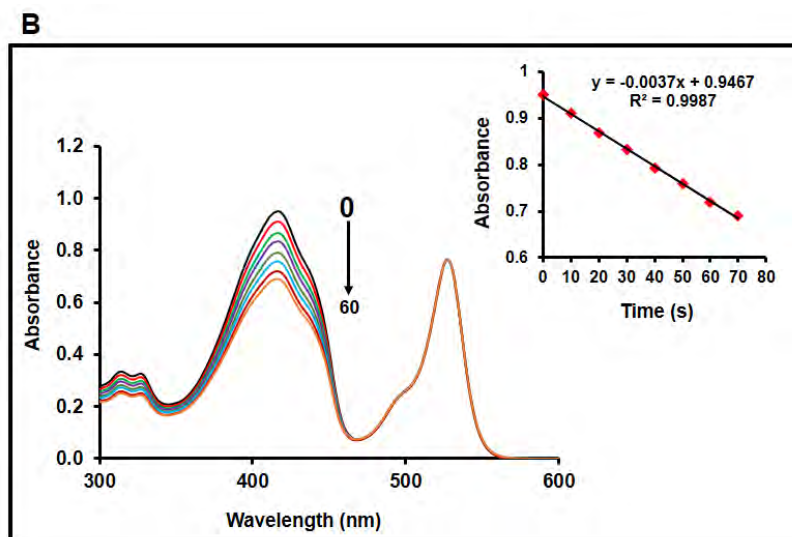 B
y = -0.0037x + 0.9467
R² = 0.9987
1
0.9
0.8
0.7
0.6
Absorbance
0 10 20 30 40 50 60 70 80
Time (s)
1.2
1.0
0.8
0.6
0.4
0.2
0.0
Absorbance
0
60
300 400 500 600
Wavelength (nm)